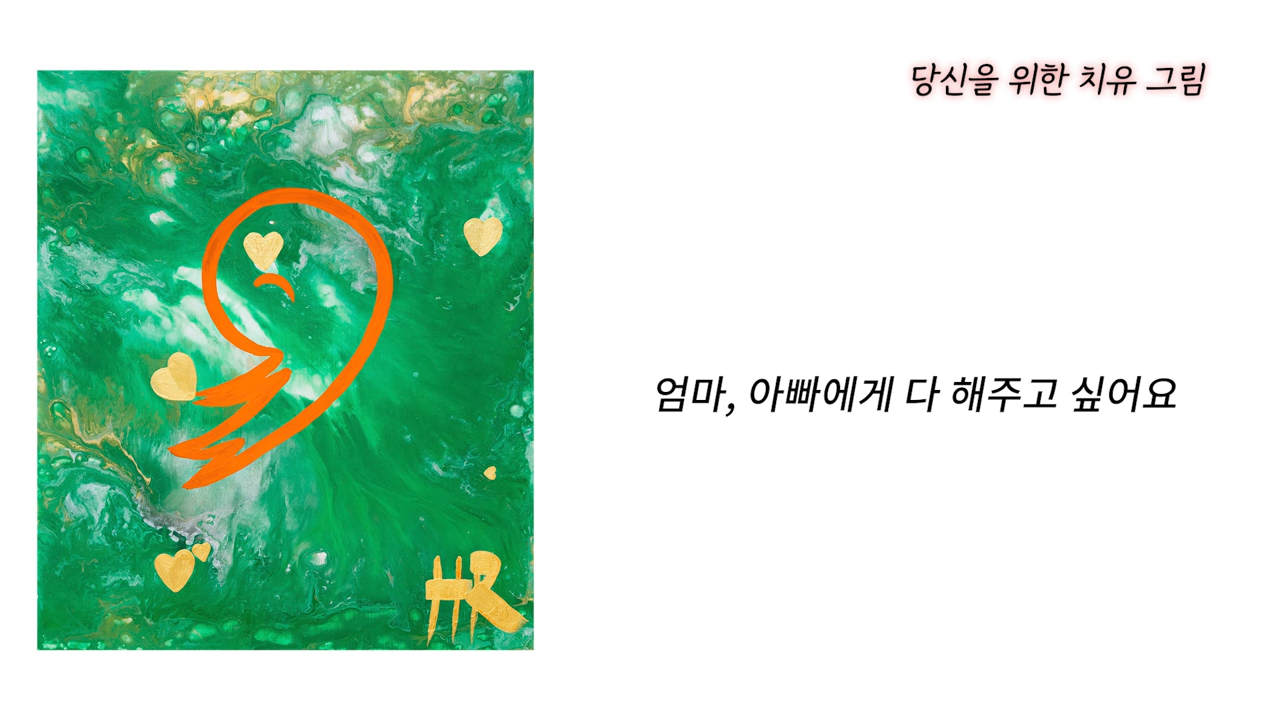 당신을 위한 치유 그림
엄마, 아빠에게 다 해주고 싶어요